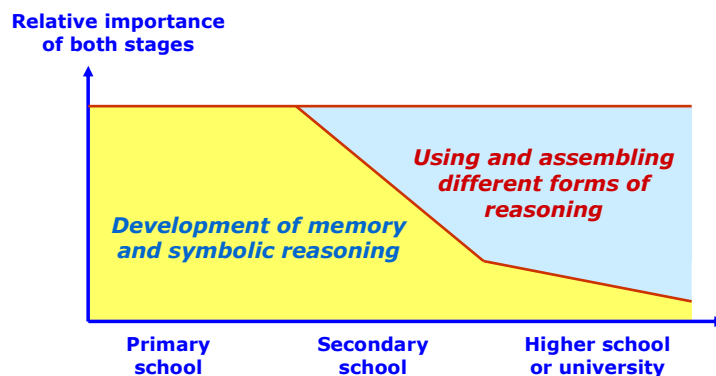 Relative importance
of both stages
Using and assembling
different forms of
reasoning
Development of memory
and symbolic reasoning
Primary
school
Secondary
school
Higher school
or university